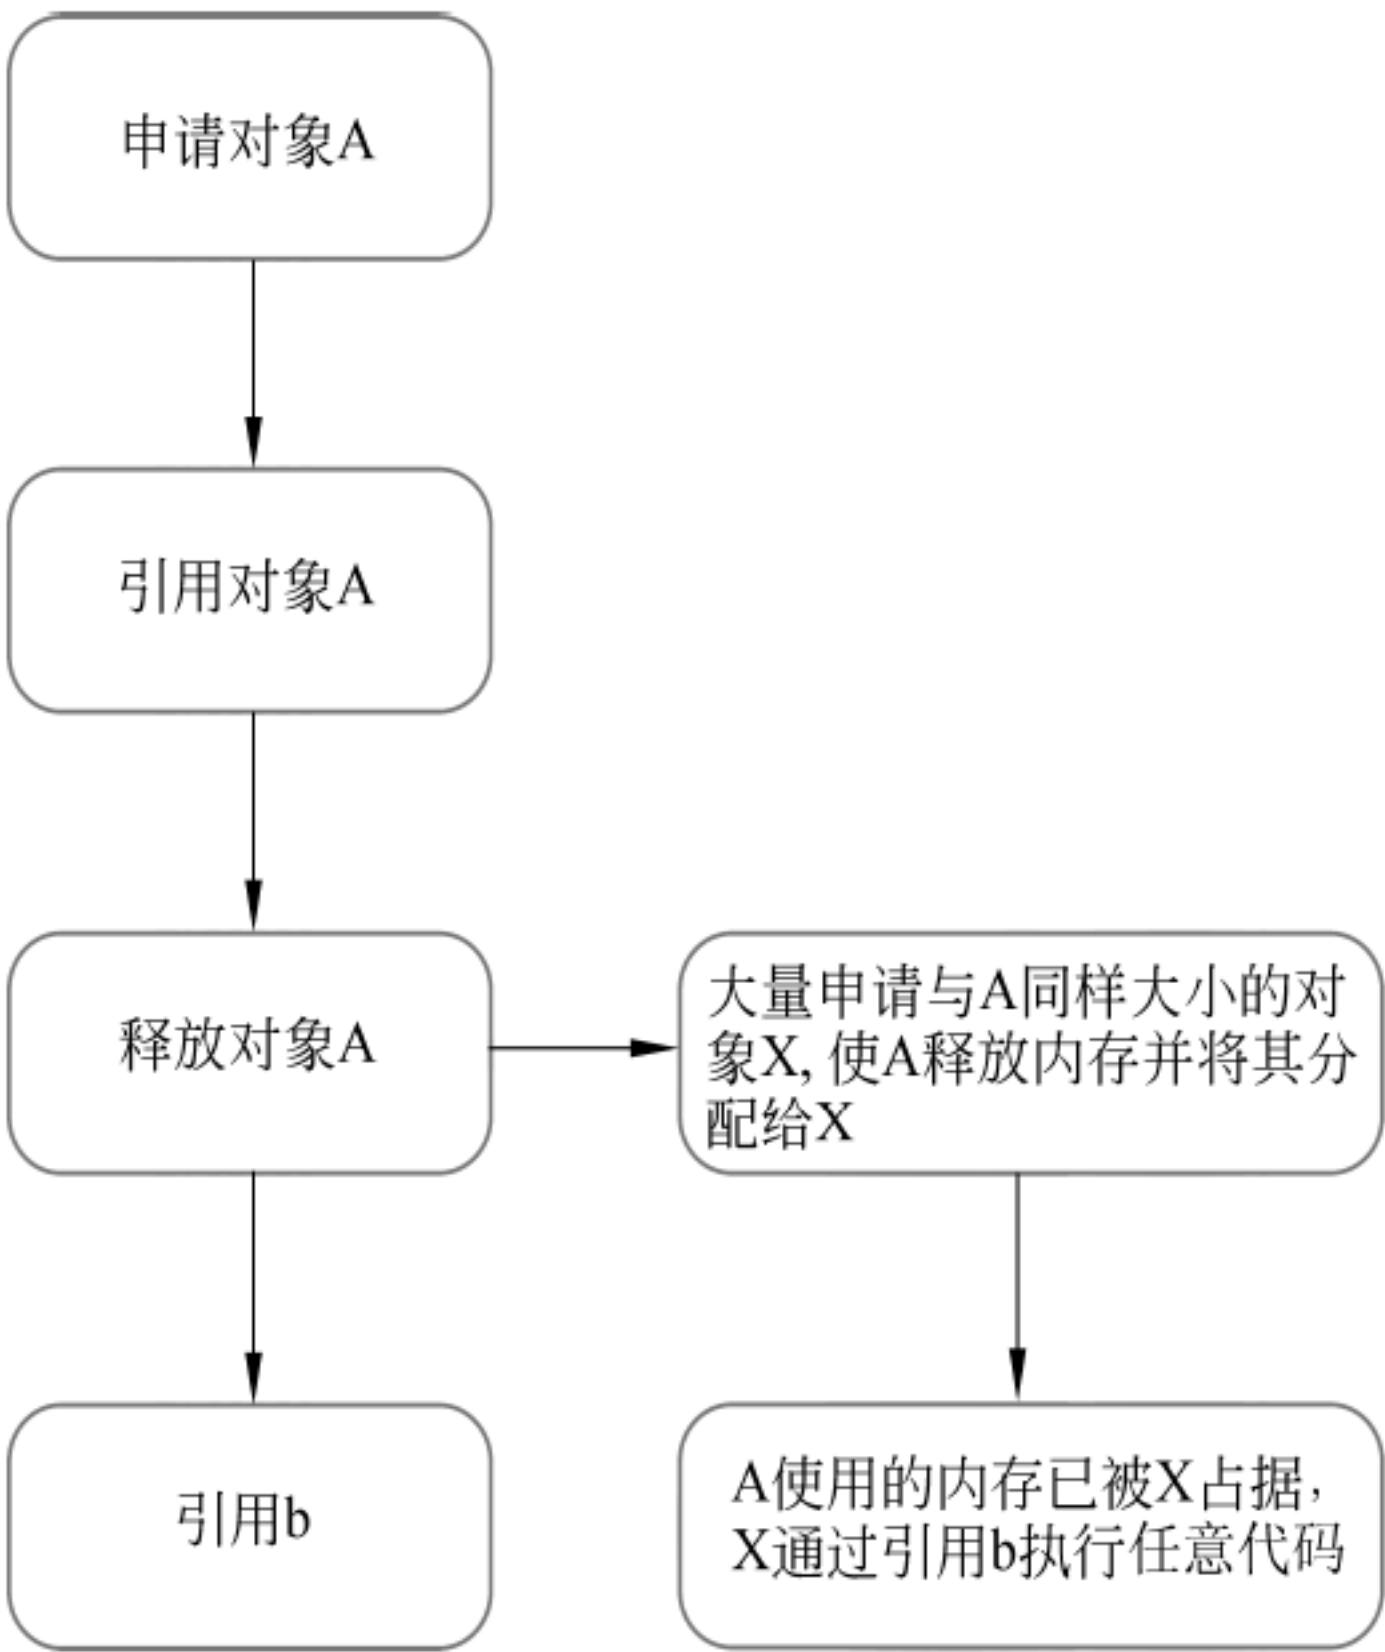 申请对象A
引用对象A
释放对象A
大量申请与A同样大小的对
象X, 使A释放内存并将其分
配给X
引用b
A使用的内存已被X占据，
X通过引用b执行任意代码